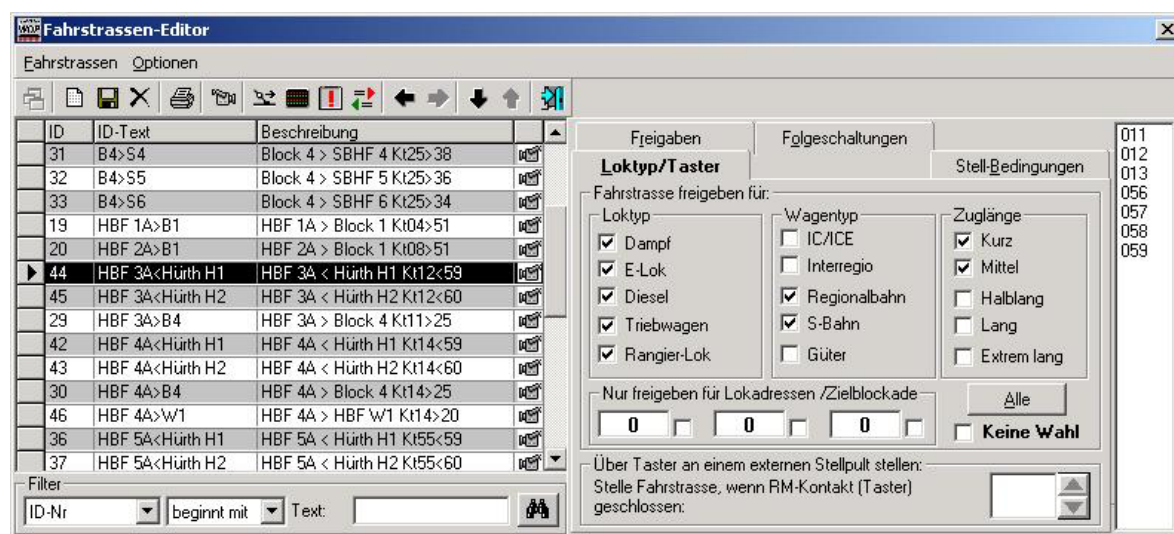 Fahrstrassen-Editor
Fahrstrassen Optionen
ID ID-Text Beschreibung
31 B4>S4 Block 4 > SBHF 4 Kt25>38
32 B4>S5 Block 4 > SBHF 5 Kt25>36
33 B4>S6 Block 4 > SBHF 6 Kt25>34
19 HBF 1A>B1 HBF 1A > Block 1 Kt04>51
20 HBF 2A>B1 HBF 2A > Block 1 Kt08>51
44 HBF 3A<Hürth H1 HBF 3A < Hürth H1 Kt12<59
45 HBF 3A<Hürth H2 HBF 3A < Hürth H2 Kt12<60
29 HBF 3A>B4 HBF 3A > Block 4 Kt11>25
42 HBF 4A<Hürth H1 HBF 4A < Hürth H1 Kt14<59
43 HBF 4A<Hürth H2 HBF 4A < Hürth H2 Kt14<60
30 HBF 4A>B4 HBF 4A > Block 4 Kt14>25
46 HBF 4A>W1 HBF 4A > HBF W1 Kt14>20
36 HBF 5A<Hürth H1 HBF 5A < Hürth H1 Kt55<59
37 HBF 5A<Hürth H2 HBF 5A < Hürth H2 Kt55<60
Filter
ID-Nr beginnt mit Text:
Freigaben Folgeschaltungen
Loktyp/Taster Stell-Bedingungen
Fahrstrasse freigeben für:
Loktyp Wagentyp Zuglänge
Dampf IC/ICE Kurz
E-Lok Interregio Mittel
Diesel Regionalbahn Halblang
Triebwagen S-Bahn Lang
Rangier-Lok Güter Extrem lang
Nur freigeben für Lokadressen /Zielblockade Alle
0 0 0 Keine Wahl
Über Taster an einem externen Stellpult stellen:
Stelle Fahrstrasse, wenn RM-Kontakt (Taster)
geschlossen:
011
012
013
056
057
058
059